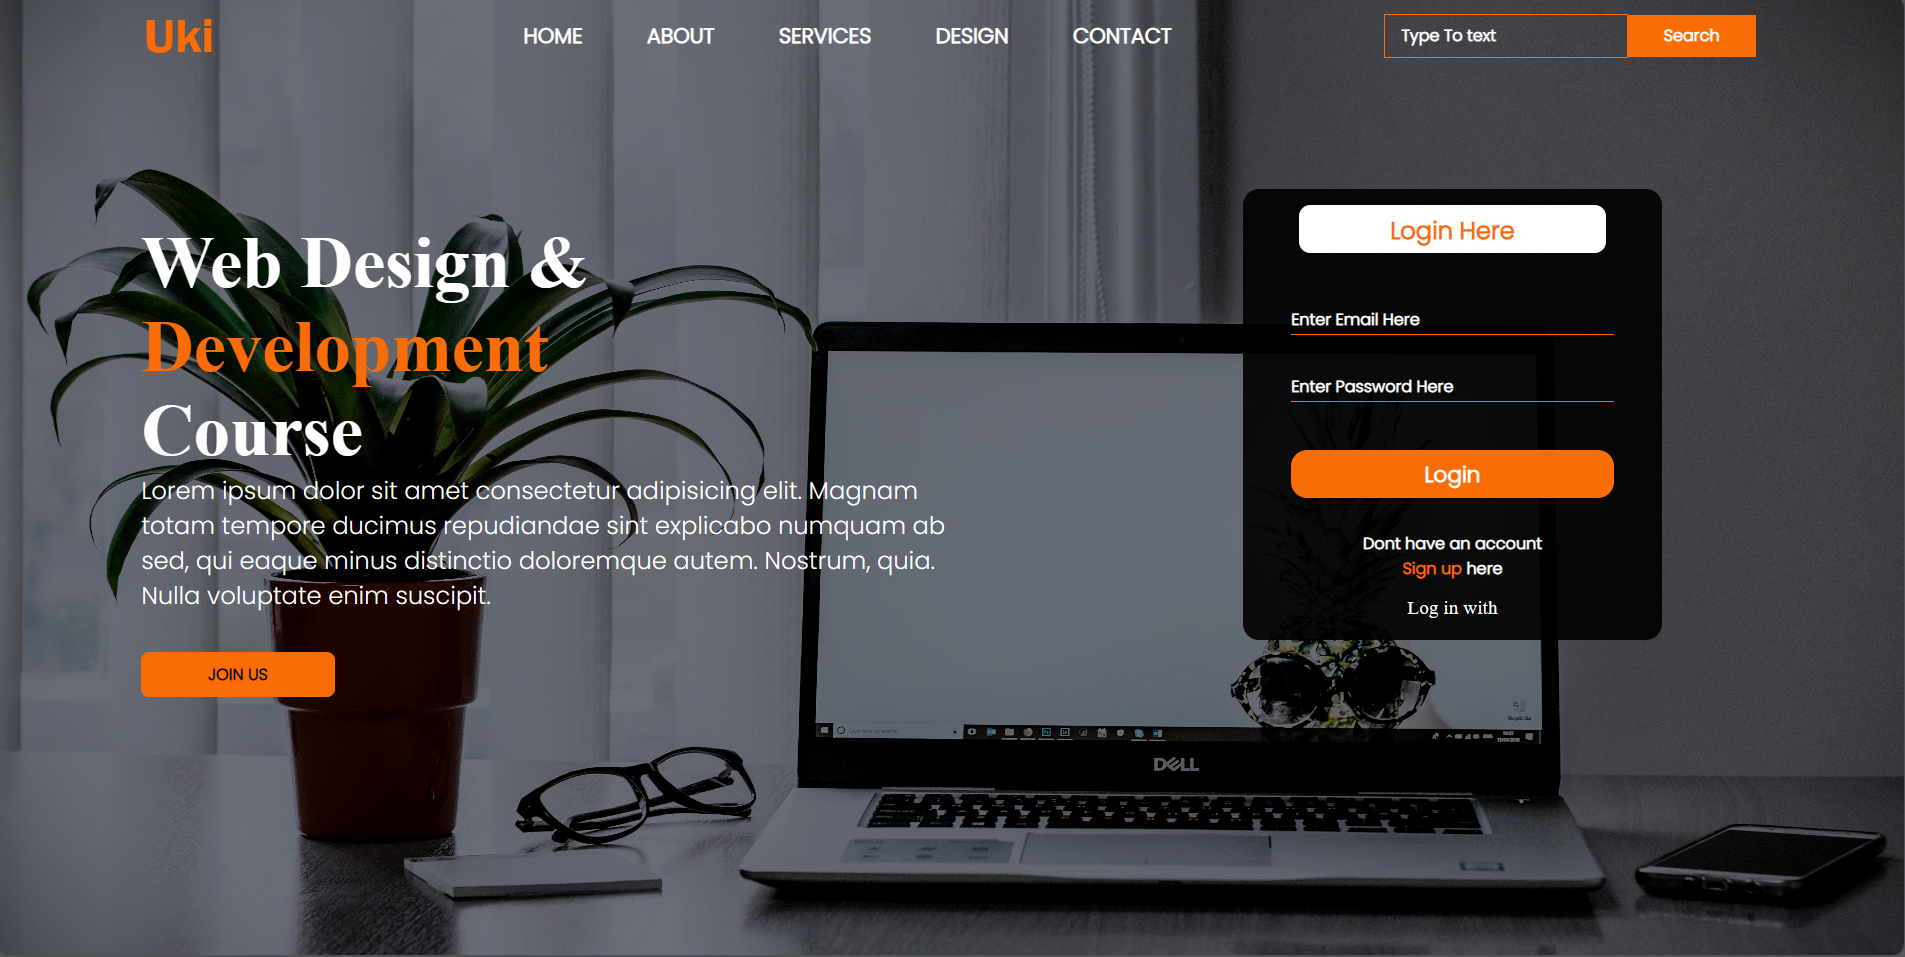 Uki
HOME ABOUT SERVICES DESIGN CONTACT
Type To text Search
Web Design &
Development
Course
Lorem ipsum dolor sit amet consectetur adipisicing elit. Magnam
totam tempore ducimus repudiandae sint explicabo numquam ab
sed, qui eaque minus distinctio doloremque autem. Nostrum, quia.
Nulla voluptate enim suscipit.
JOIN US
Login Here
Enter Email Here
Enter Password Here
Login
Dont have an account
Sign up here
Log in with
DELL